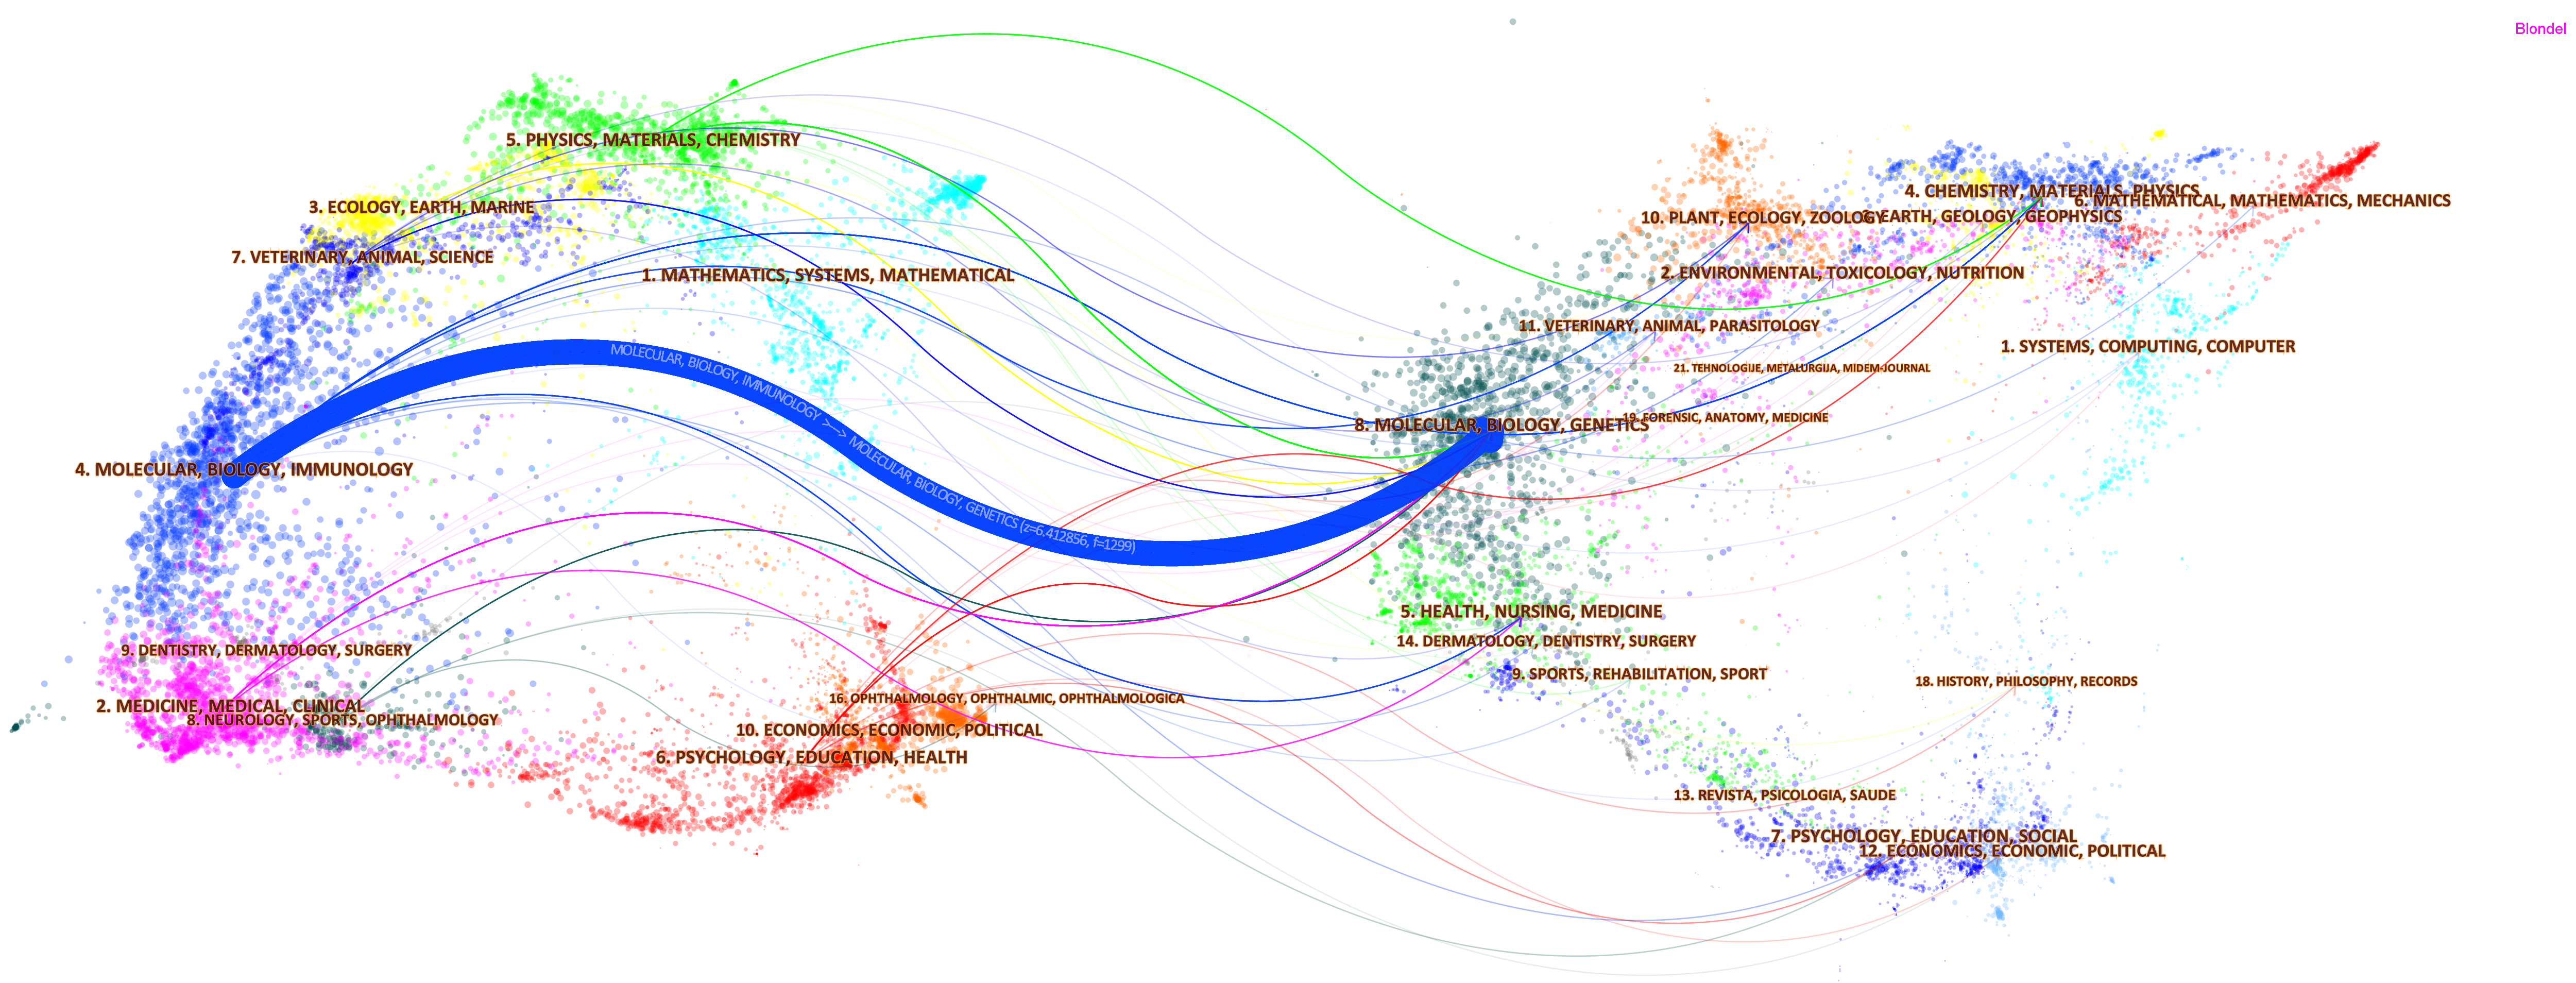 Blondel
5. PHYSICS, MATERIALS, CHEMISTRY
3. ECOLOGY, EARTH, MARINE
7. VETERINARY, ANIMAL, SCIENCE
1. MATHEMATICS, SYSTEMS, MATHEMATICAL
MOLECULAR, BIOLOGY, IMMUNOLOGY >---> MOLECULAR, BIOLOGY, GENETICS (z=6.412856, f=1299)
4. MOLECULAR, BIOLOGY, IMMUNOLOGY
9. DENTISTRY, DERMATOLOGY, SURGERY
2. MEDICINE, MEDICAL, CLINICAL
8. NEUROLOGY, SPORTS, OPHTHALMOLOGY
16. OPHTHALMOLOGY, OPHTHALMIC, OPHTHALMOLOGICA
10. ECONOMICS, ECONOMIC, POLITICAL
6. PSYCHOLOGY, EDUCATION, HEALTH
4. CHEMISTRY, MATERIALS, PHYSICS
6. MATHEMATICAL, MATHEMATICS, MECHANICS
10. PLANT, ECOLOGY, ZOOLOGY
EARTH, GEOLOGY, GEOPHYSICS
2. ENVIRONMENTAL, TOXICOLOGY, NUTRITION
11. VETERINARY, ANIMAL, PARASITOLOGY
1. SYSTEMS, COMPUTING, COMPUTER
21. TEHNOLOGIJE, METALURGIJA, MIDEM-JOURNAL
19. FORENSIC, ANATOMY, MEDICINE
8. MOLECULAR, BIOLOGY, GENETICS
5. HEALTH, NURSING, MEDICINE
14. DERMATOLOGY, DENTISTRY, SURGERY
9. SPORTS, REHABILITATION, SPORT
18. HISTORY, PHILOSOPHY, RECORDS
13. REVISTA, PSICOLOGIA, SAUDE
7. PSYCHOLOGY, EDUCATION, SOCIAL
12. ECONOMICS, ECONOMIC, POLITICAL